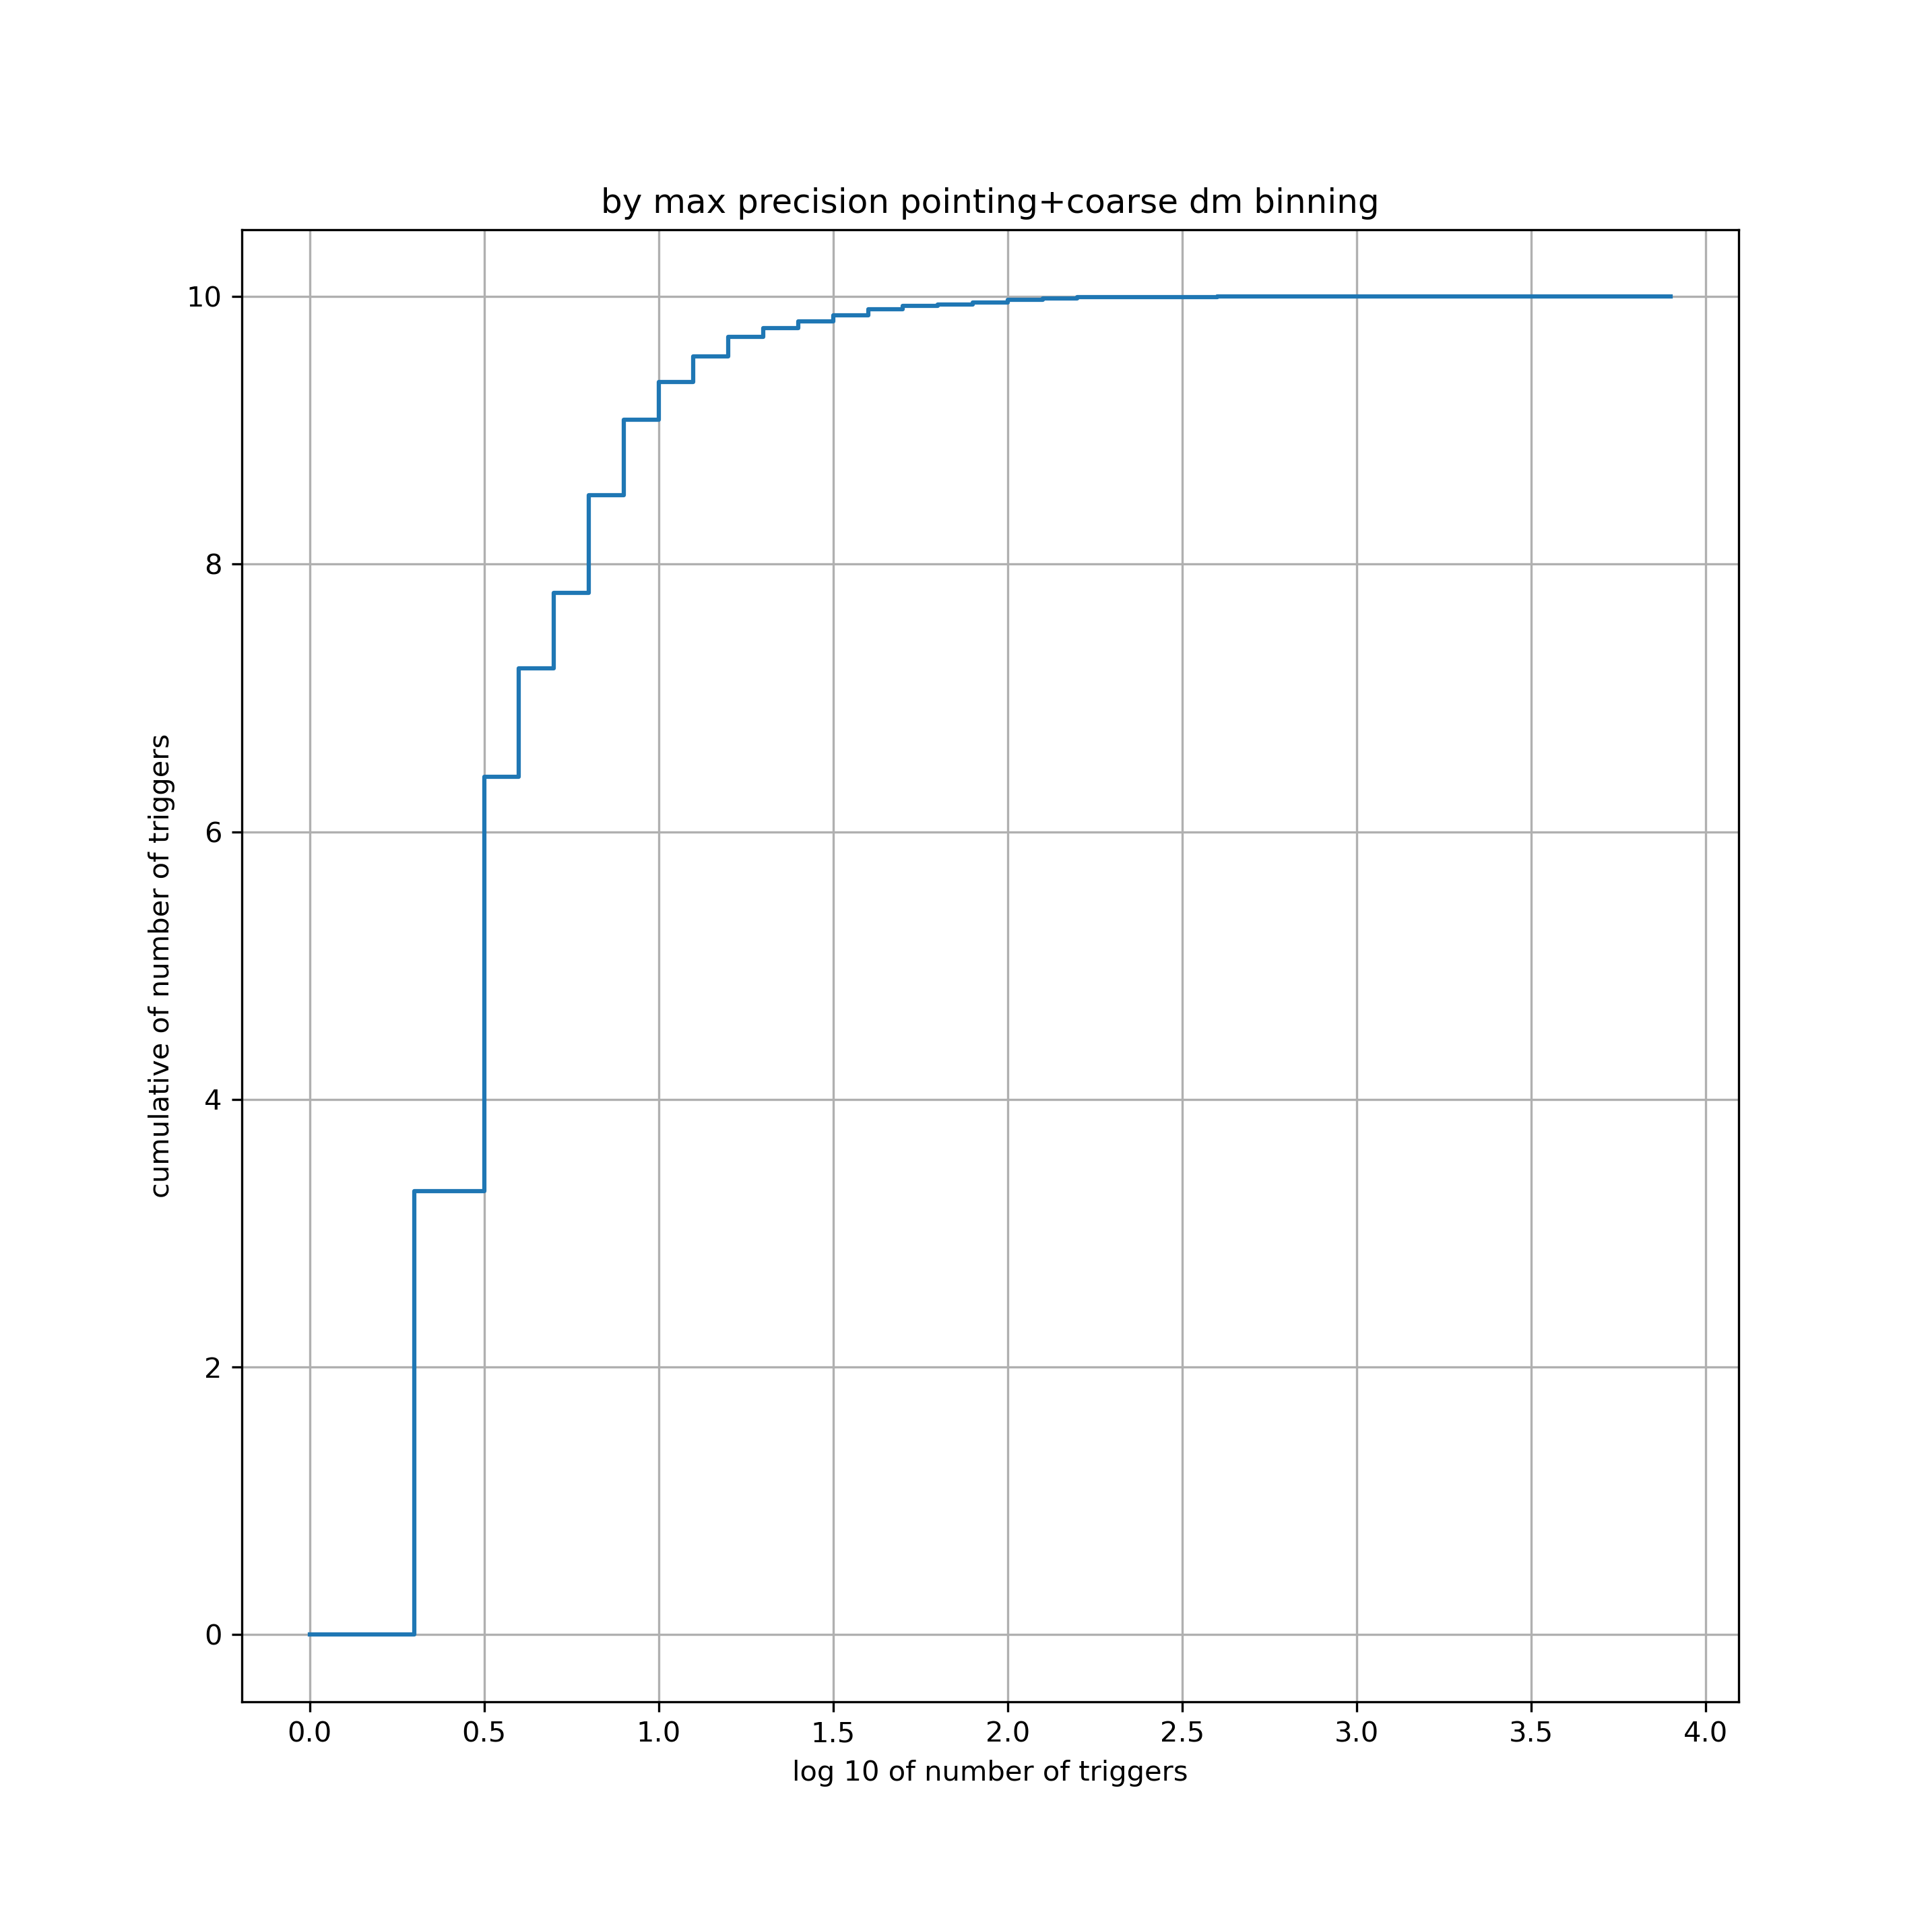 by max precision pointing+coarse dm binning
cumulative of number of triggers
10
8
6
4
2
0
0.0 0.5 1.0 1.5 2.0 2.5 3.0 3.5 4.0
log 10 of number of triggers